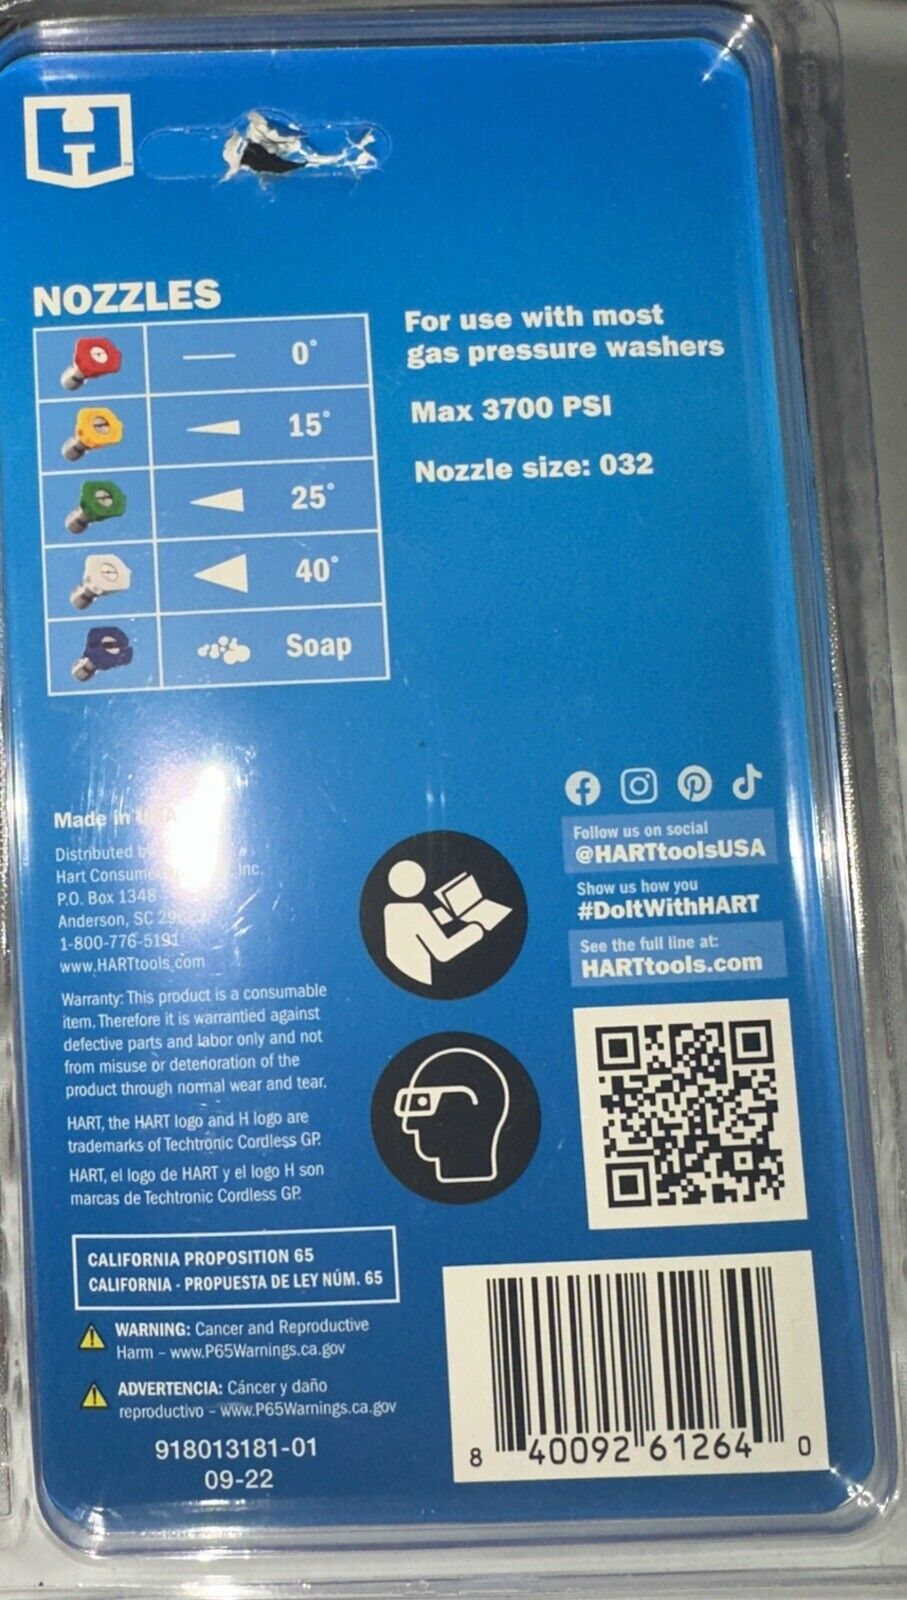 NOZZLES
0°
15°
25°
40°
Soap
For use with most
gas pressure washers
Max 3700 PSI
Nozzle size: 032
Made in USA
Distributed
Hart Consumer Inc.
P.O. Box 1348
Anderson, SC
1-800-776-5191
www.HARTtools.com
Warranty: This product is a consumable
item. Therefore it is warrantied against
defective parts and labor only and not
from misuse or deterioration of the
product through normal wear and tear.
HART, the HART logo and H logo are
trademarks of Techtronic Cordless GP.
HART, el logo de HART y el logo H son
marcas de Techtronic Cordless GP.
Follow us on social
@HARTtoolsUSA
Show us how you
#DoItWithHART
See the full line at:
HARTtools.com
CALIFORNIA PROPOSITION 65
CALIFORNIA - PROPUESTA DE LEY NÚM. 65
WARNING: Cancer and Reproductive
Harm – www.P65Warnings.ca.gov
ADVERTENCIA: Cáncer y daño
reproductivo – www.P65Warnings.ca.gov
918013181-01
09-22
8 40092 61264 0